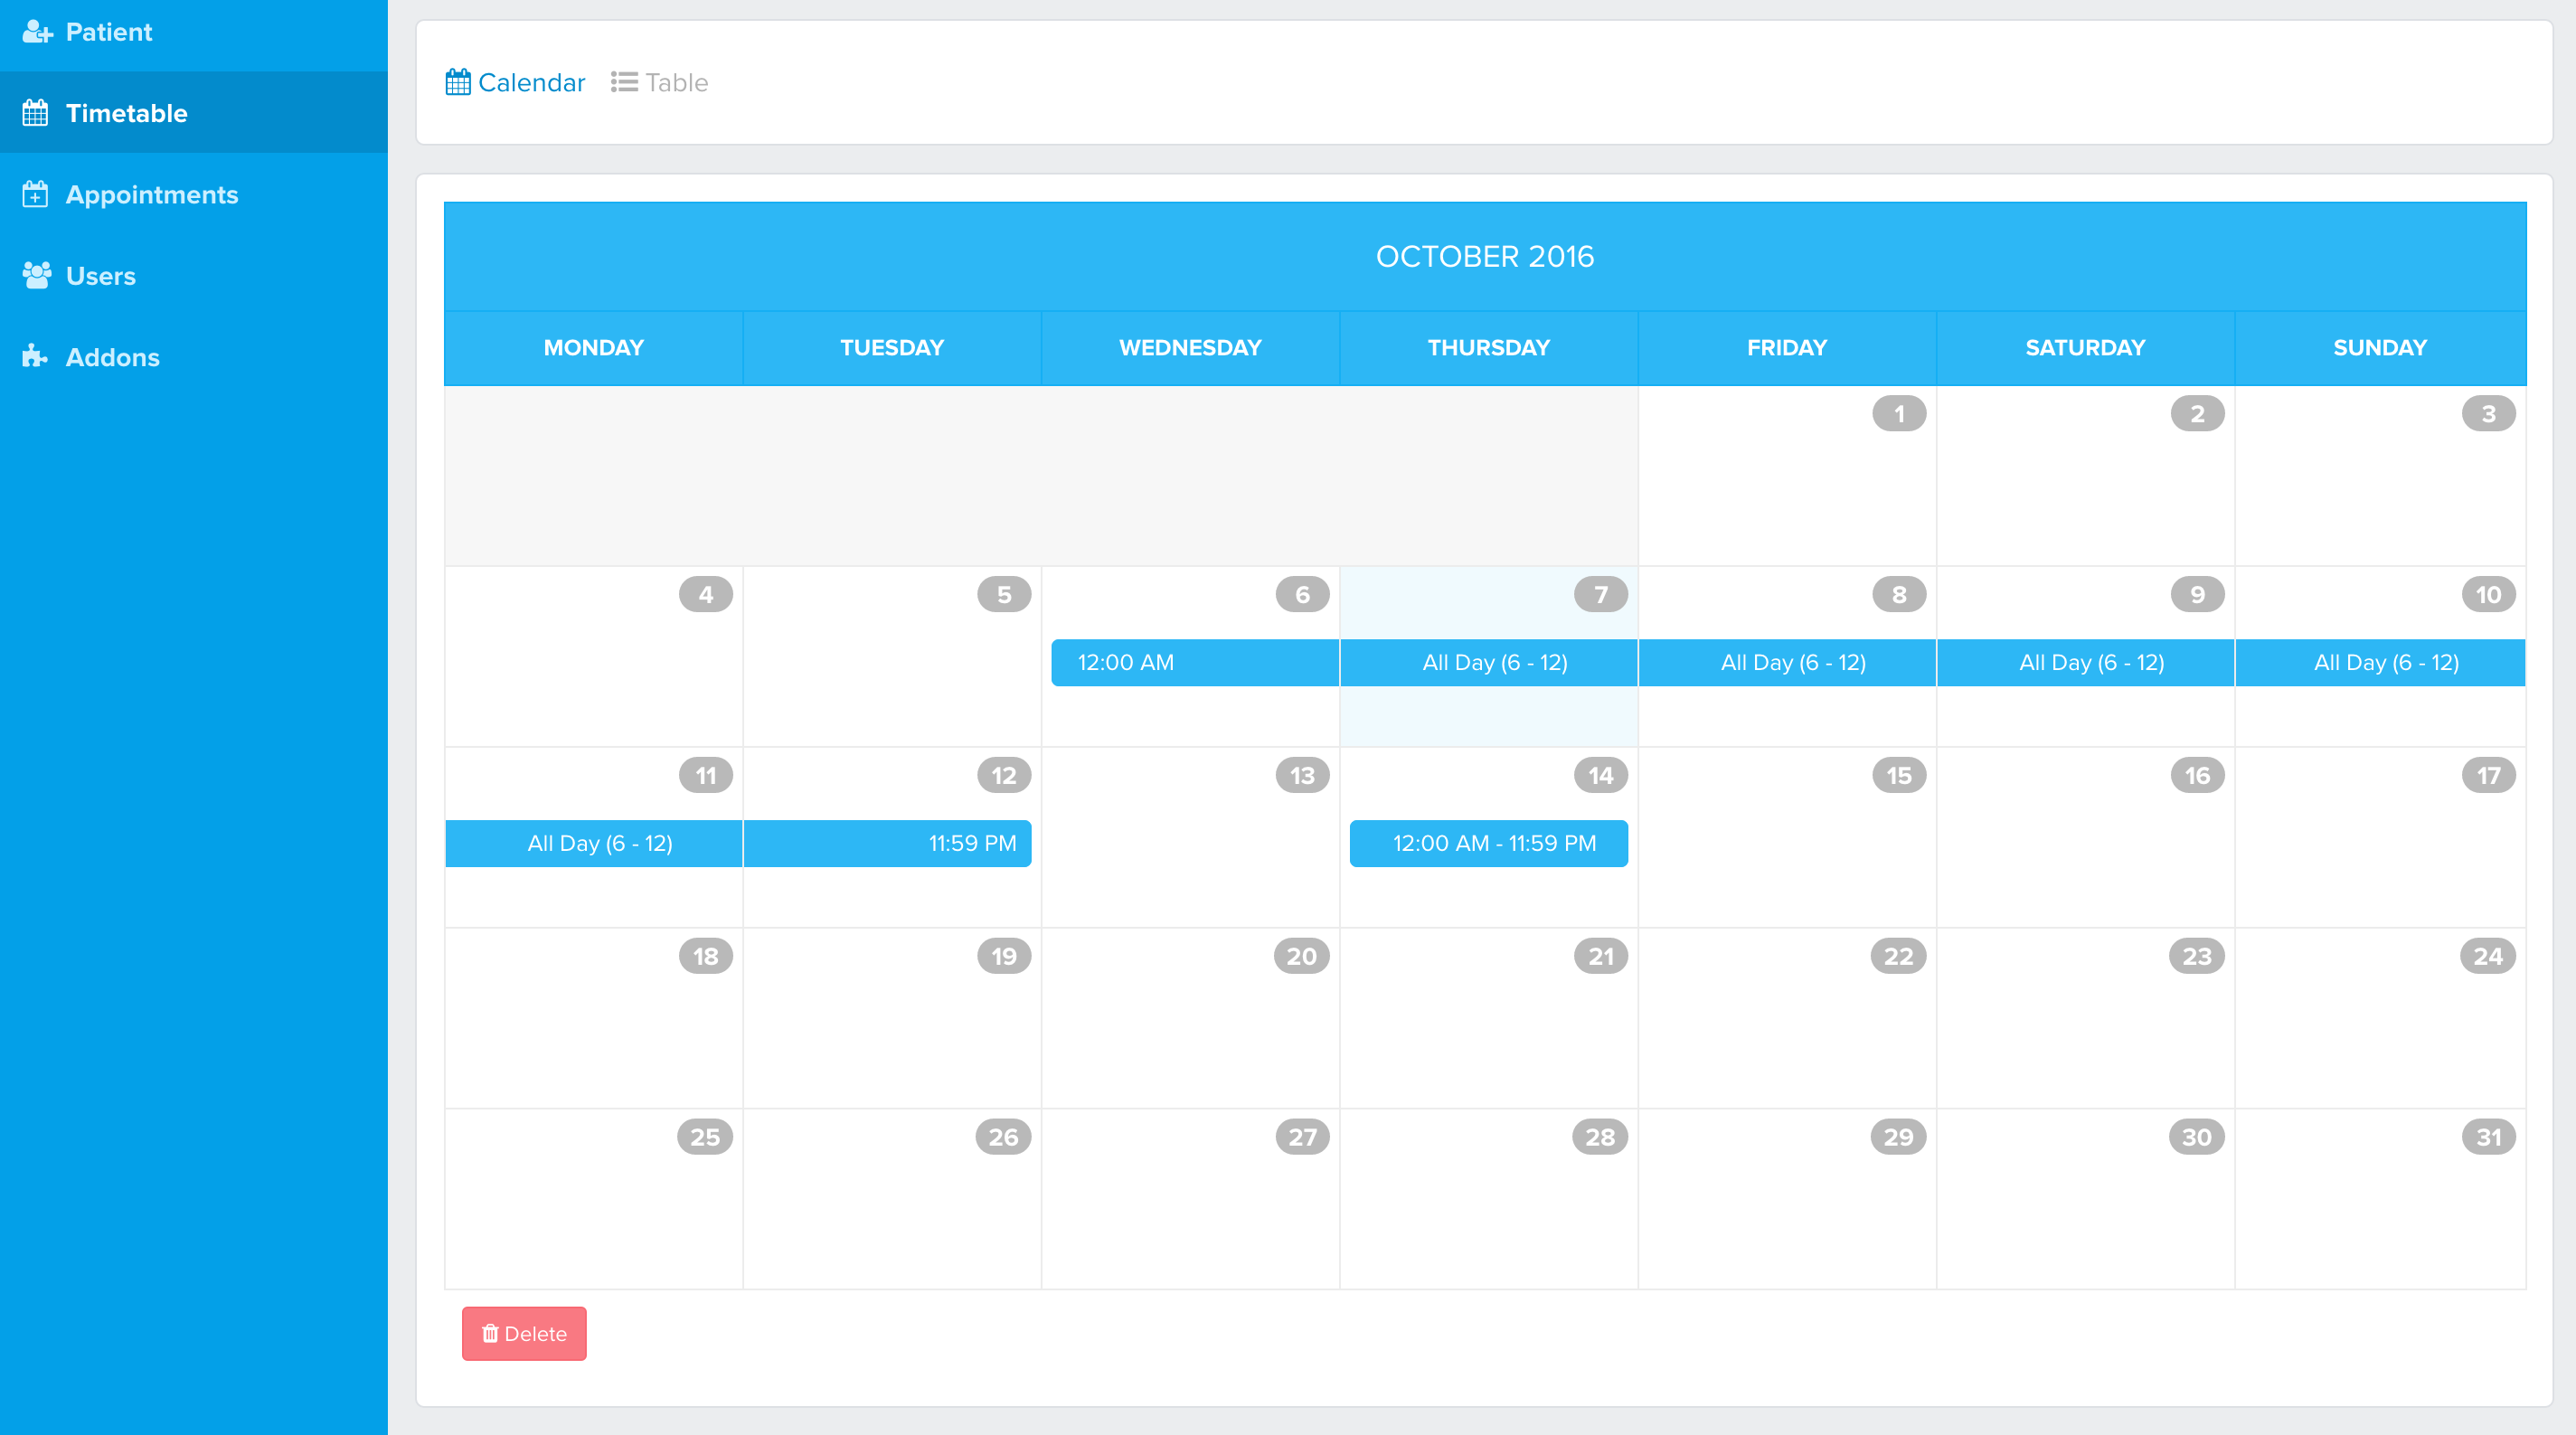 Patient
Timetable
Appointments
Users
Addons
Calendar Table
OCTOBER 2016
MONDAY TUESDAY WEDNESDAY THURSDAY FRIDAY SATURDAY SUNDAY
1 2 3
4 5 6 7 8 9 10
12:00 AM All Day (6 - 12) All Day (6 - 12) All Day (6 - 12) All Day (6 - 12)
11 12 13 14 15 16 17
All Day (6 - 12) 11:59 PM 12:00 AM - 11:59 PM
18 19 20 21 22 23 24
25 26 27 28 29 30 31
Delete